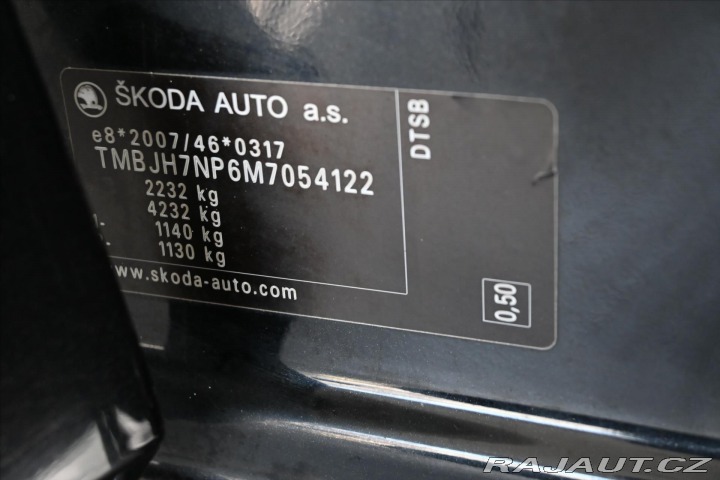 ŠKODA AUTO a.s.
e8*2007/46*0317
TMBJH7NP6M7054122
2232 kg
4232 kg
1140 kg
1130 kg
www.skoda-auto.com
DTSB
0,50
RAJAUT.CZ